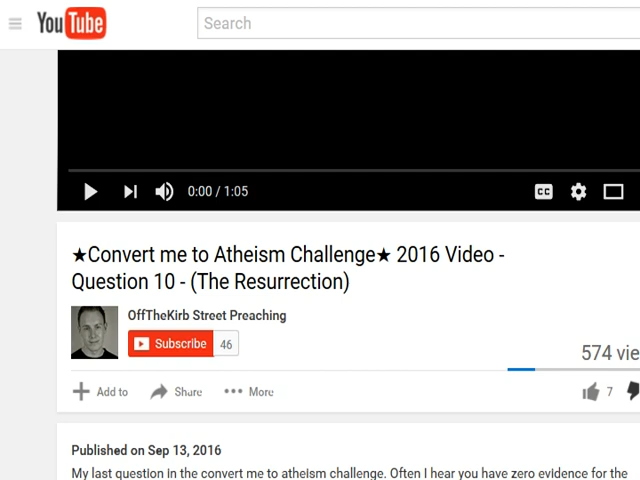 YouTube
Search
0:00 / 1:05
CC
★Convert me to Atheism Challenge★ 2016 Video -
Question 10 - (The Resurrection)
OffTheKirb Street Preaching
Subscribe 46
574 vie
Add to Share More 7
Published on Sep 13, 2016
My last question in the convert me to atheism challenge. Often I hear you have zero evidence for the